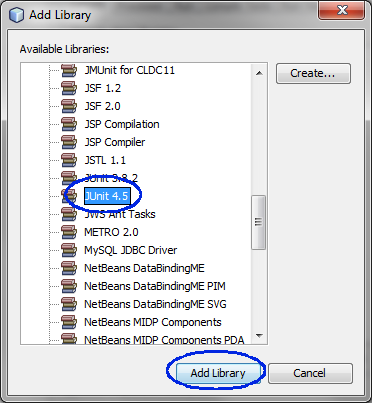 Add Library
Available Libraries:
JMUnit for CLDC11
Create...
JSF 1.2
JSF 2.0
JSP Compilation
JSP Compiler
JSTL 1.1
JUnit 3.8.2
JUnit 4.5
JWS Ant Tasks
METRO 2.0
MySQL JDBC Driver
NetBeans DataBindingME
NetBeans DataBindingME PIM
NetBeans DataBindingME SVG
NetBeans MIDP Components
NetBeans MIDP Components PDA
Add Library
Cancel